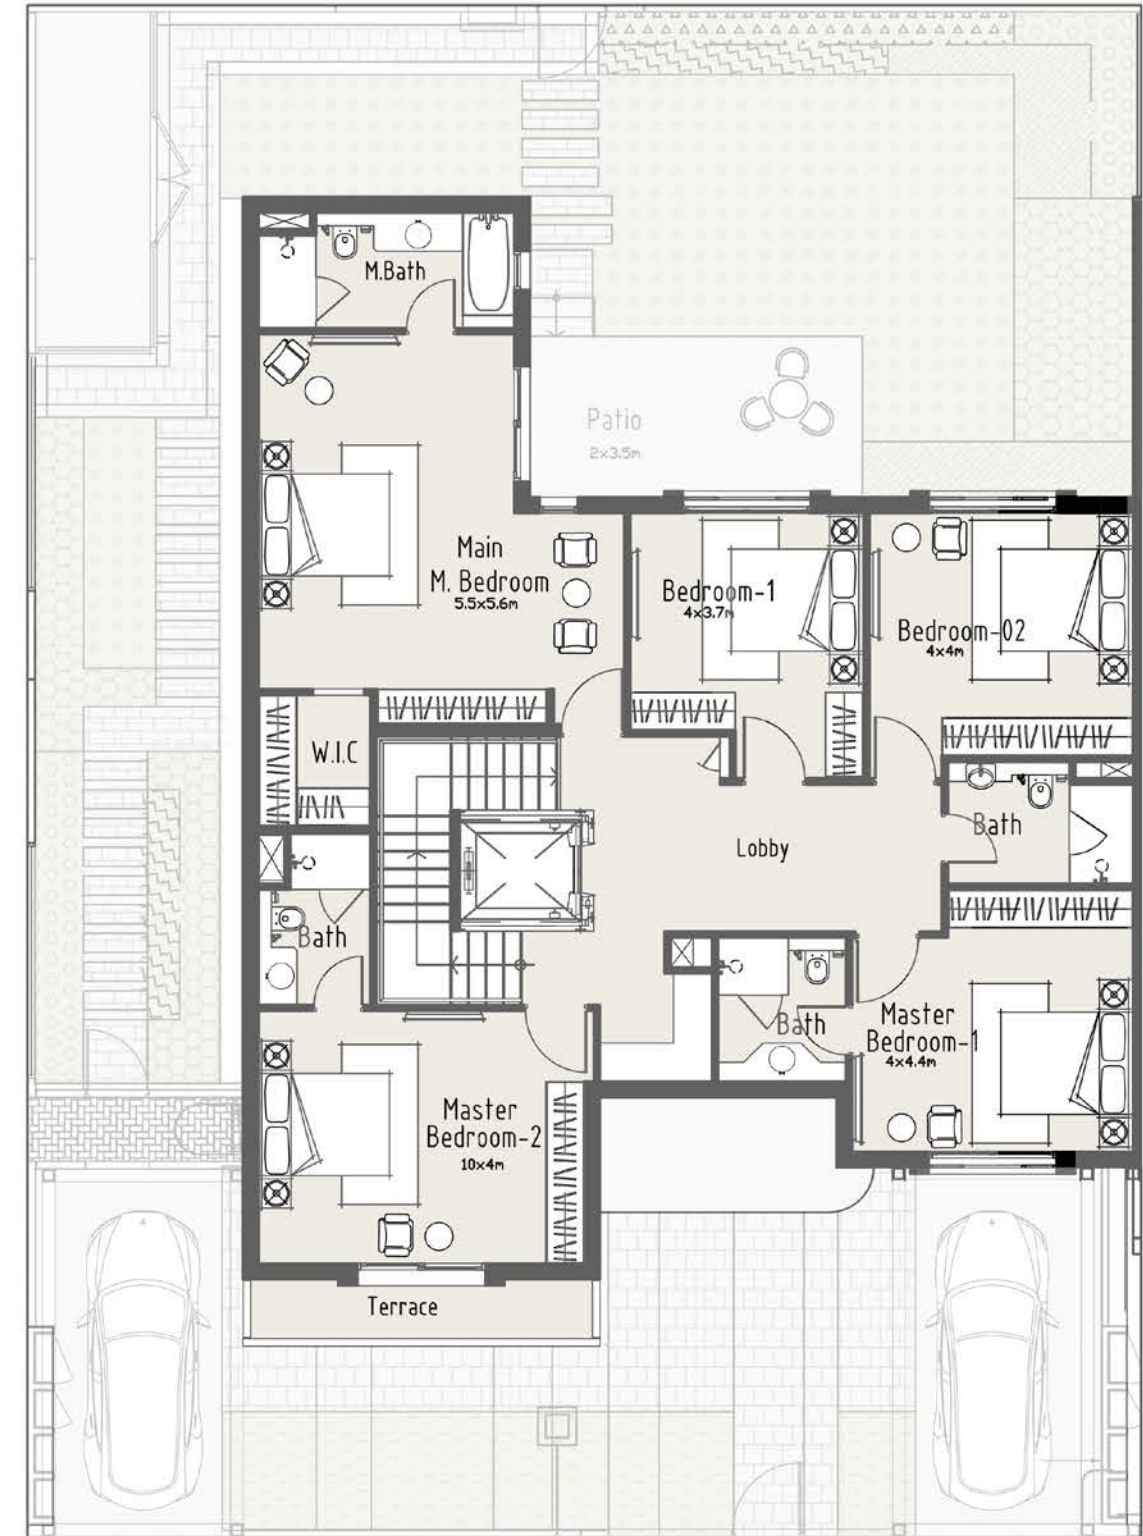 M.Bath
Patio
2x3.5m
Main
M. Bedroom
5.5x5.6m
Bedroom-1
4x3.7m
Bedroom-02
4x4m
W.I.C
Bath
Lobby
Bath
Bath
Master
Bedroom-1
4x4.4m
Master
Bedroom-2
10x4m
Terrace